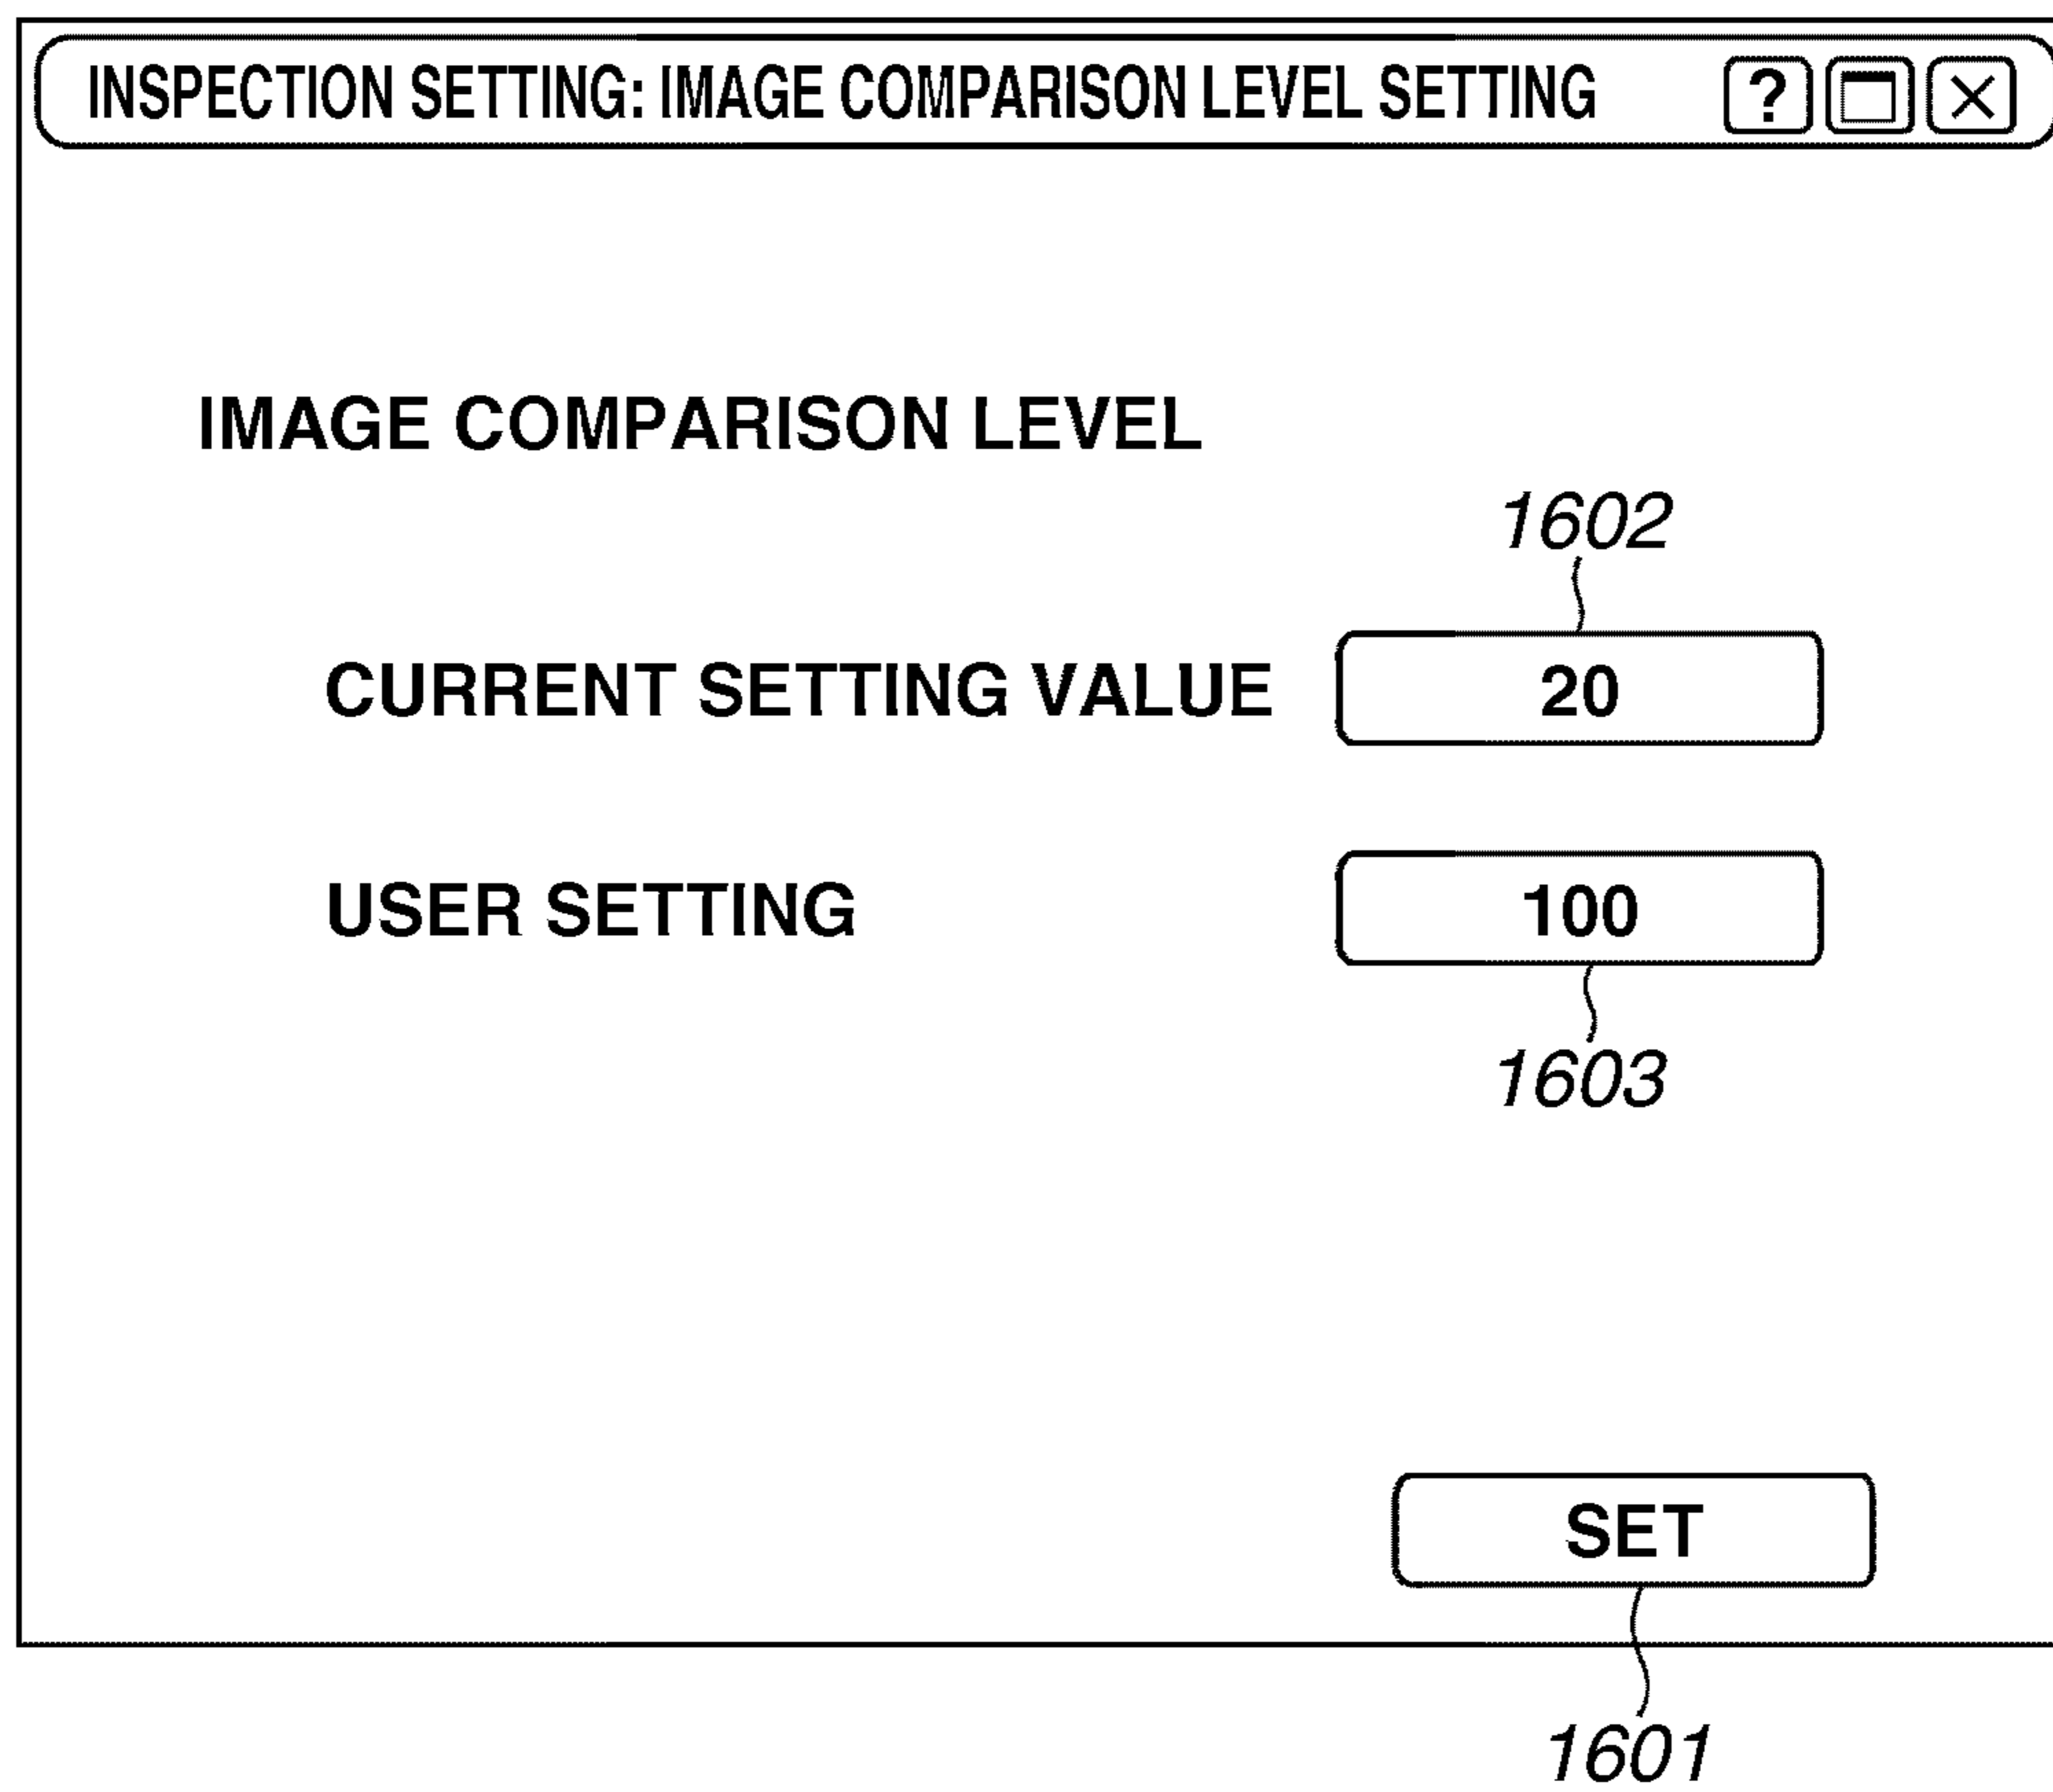 INSPECTION SETTING: IMAGE COMPARISON LEVEL SETTING ?
IMAGE COMPARISON LEVEL
1602
CURRENT SETTING VALUE 20
USER SETTING 100
1603
SET
1601